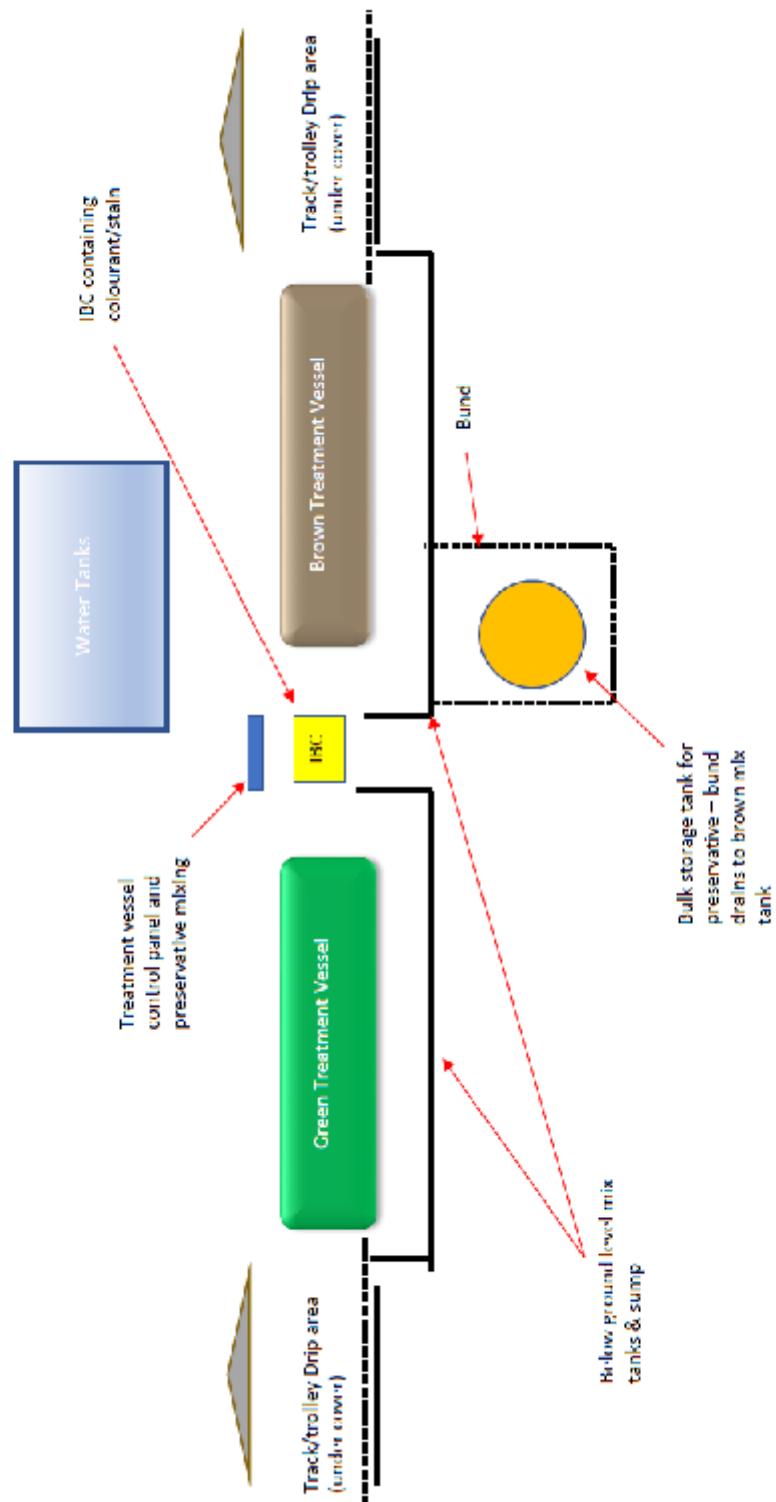 Water Tanks
IBC containing
colourant/stain
Treatment vessel
control panel and
preservative mixing
Track/trolley Drip area
(under cover)
Green Treatment Vessel
IBC
Brown Treatment Vessel
Track/trolley Drip area
(under cover)
Bund
Below ground level mix
tanks & sump
Bulk storage tank for
preservative – bund
drains to brown mix
tank